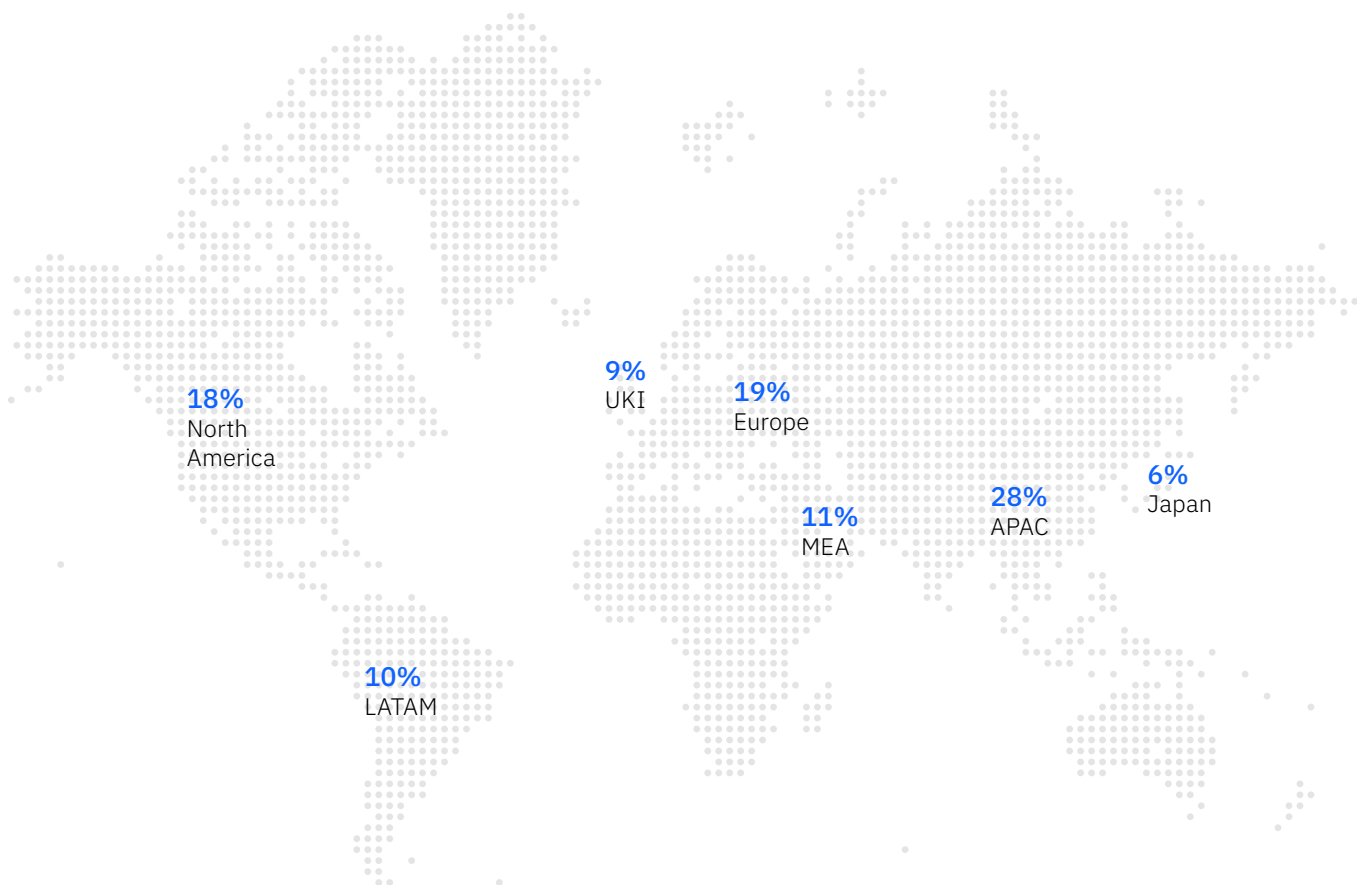 9%
UKI
19%
Europe
18%
North
America
6%
Japan
28%
APAC
11%
MEA
10%
LATAM